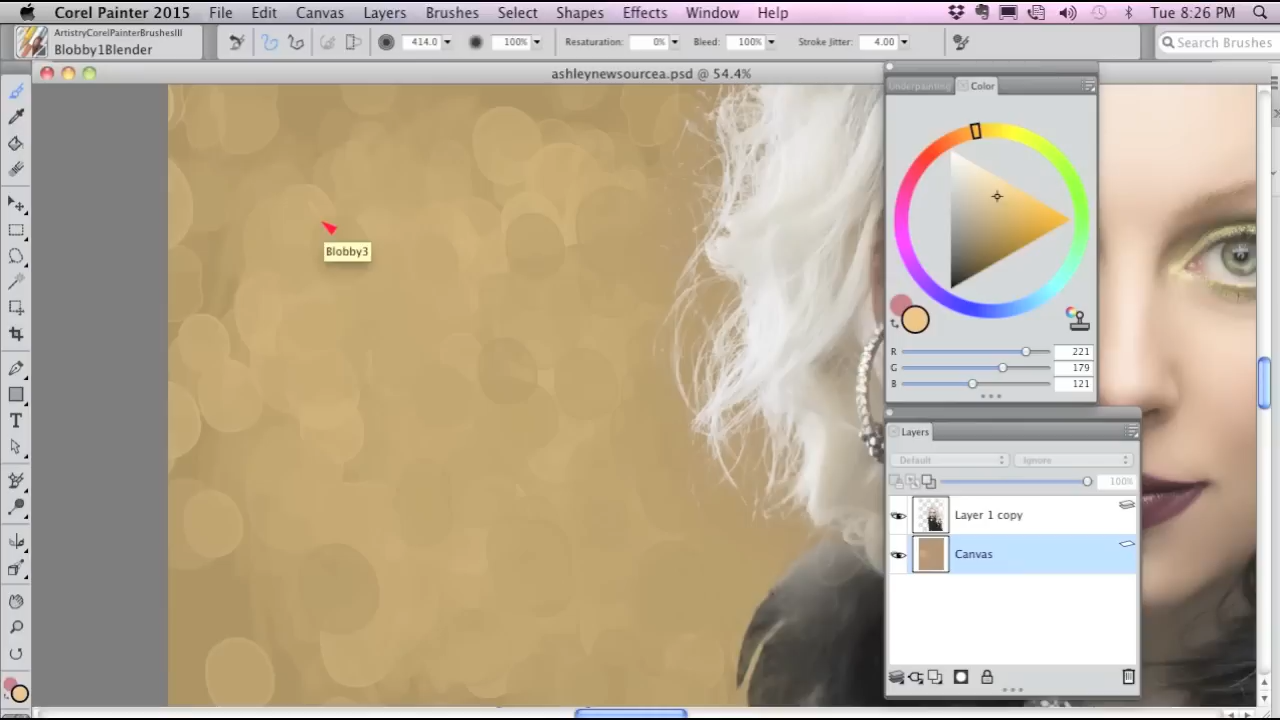 Corel Painter 2015 File Edit Canvas Layers Brushes Select Shapes Effects Window Help Tue 8:26 PM
ArtistryCorelPainterBrushesIII
Blobby1Blender
414.0 100% Resaturation: 0% Bleed: 100% Stroke Jitter: 4.00 Search Brushes
ashleynewsourcea.psd @ 54.4%
Underpainting Color
Blobby3
R 221
G 179
B 121
Layers
Default Ignore
100%
Layer 1 copy
Canvas
T